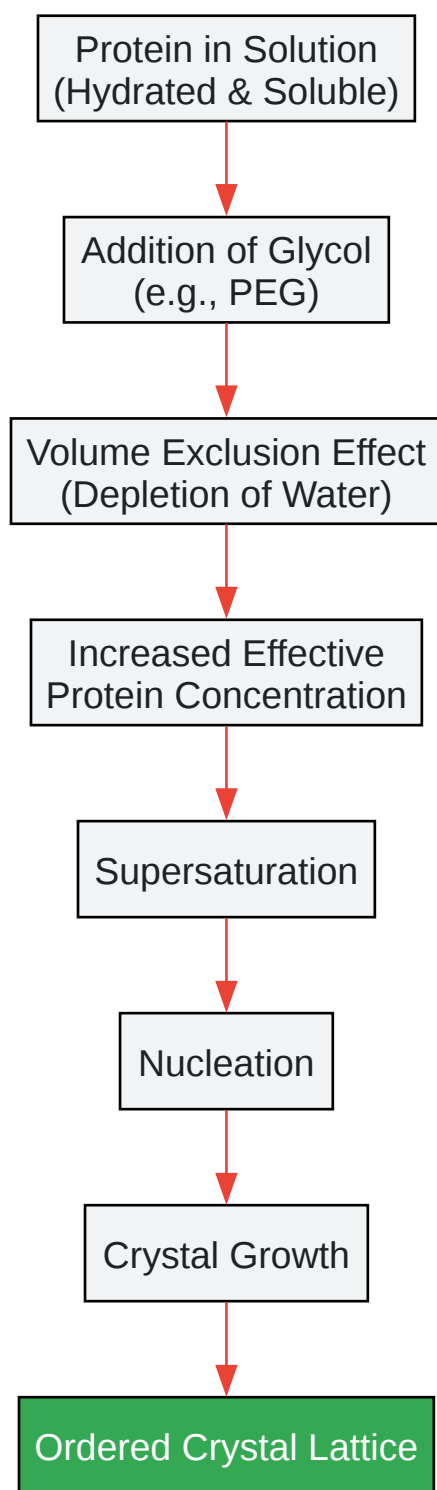 Protein in Solution
(Hydrated & Soluble)
Addition of Glycol
(e.g., PEG)
Volume Exclusion Effect
(Depletion of Water)
Increased Effective
Protein Concentration
Supersaturation
Nucleation
Crystal Growth
Ordered Crystal Lattice